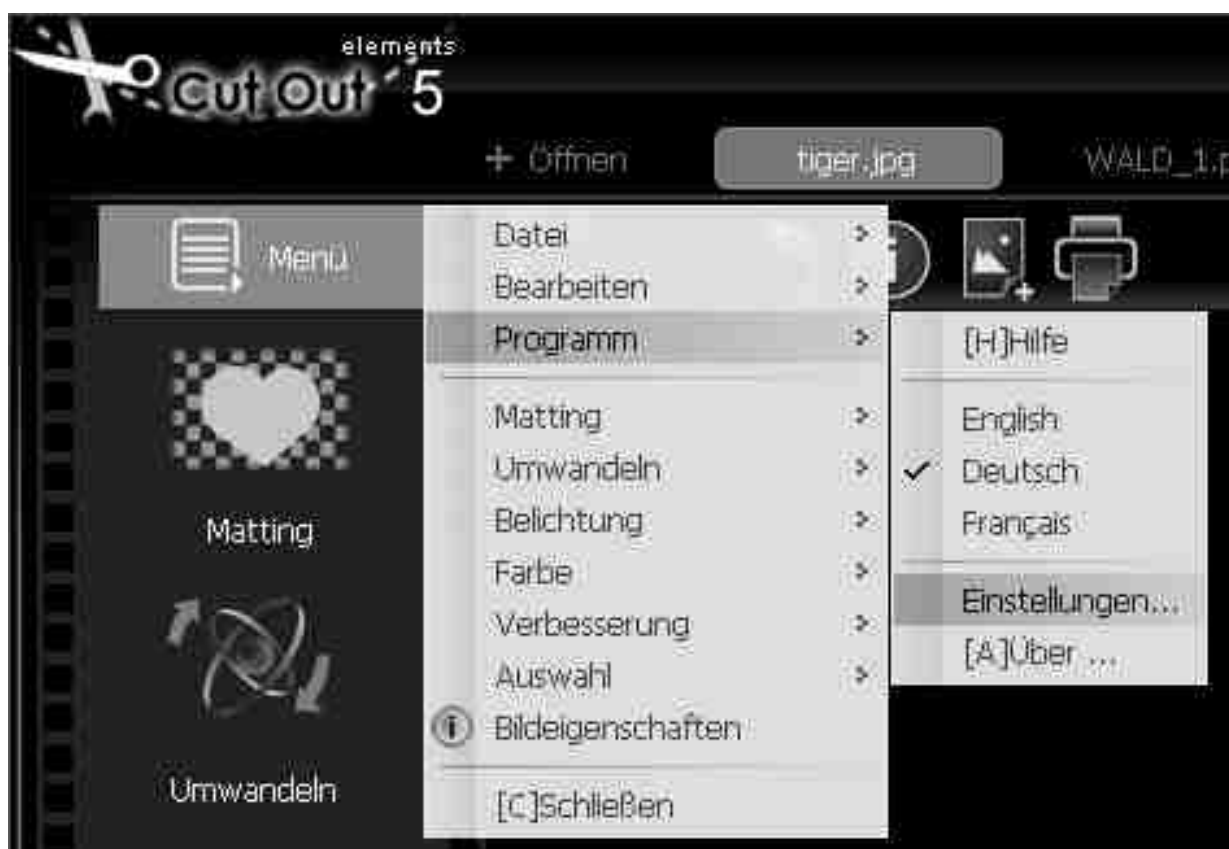 elements
Cut Out 5
+ Öffnen
tiger.jpg
WALD_1.p
Menü
Datei
Bearbeiten
Programm
Matting
Umwandeln
Belichtung
Farbe
Verbesserung
Auswahl
Bildeigenschaften
[C]Schließen
[H]Hilfe
English
Deutsch
Français
Einstellungen...
[A]Über ...
Matting
Umwandeln